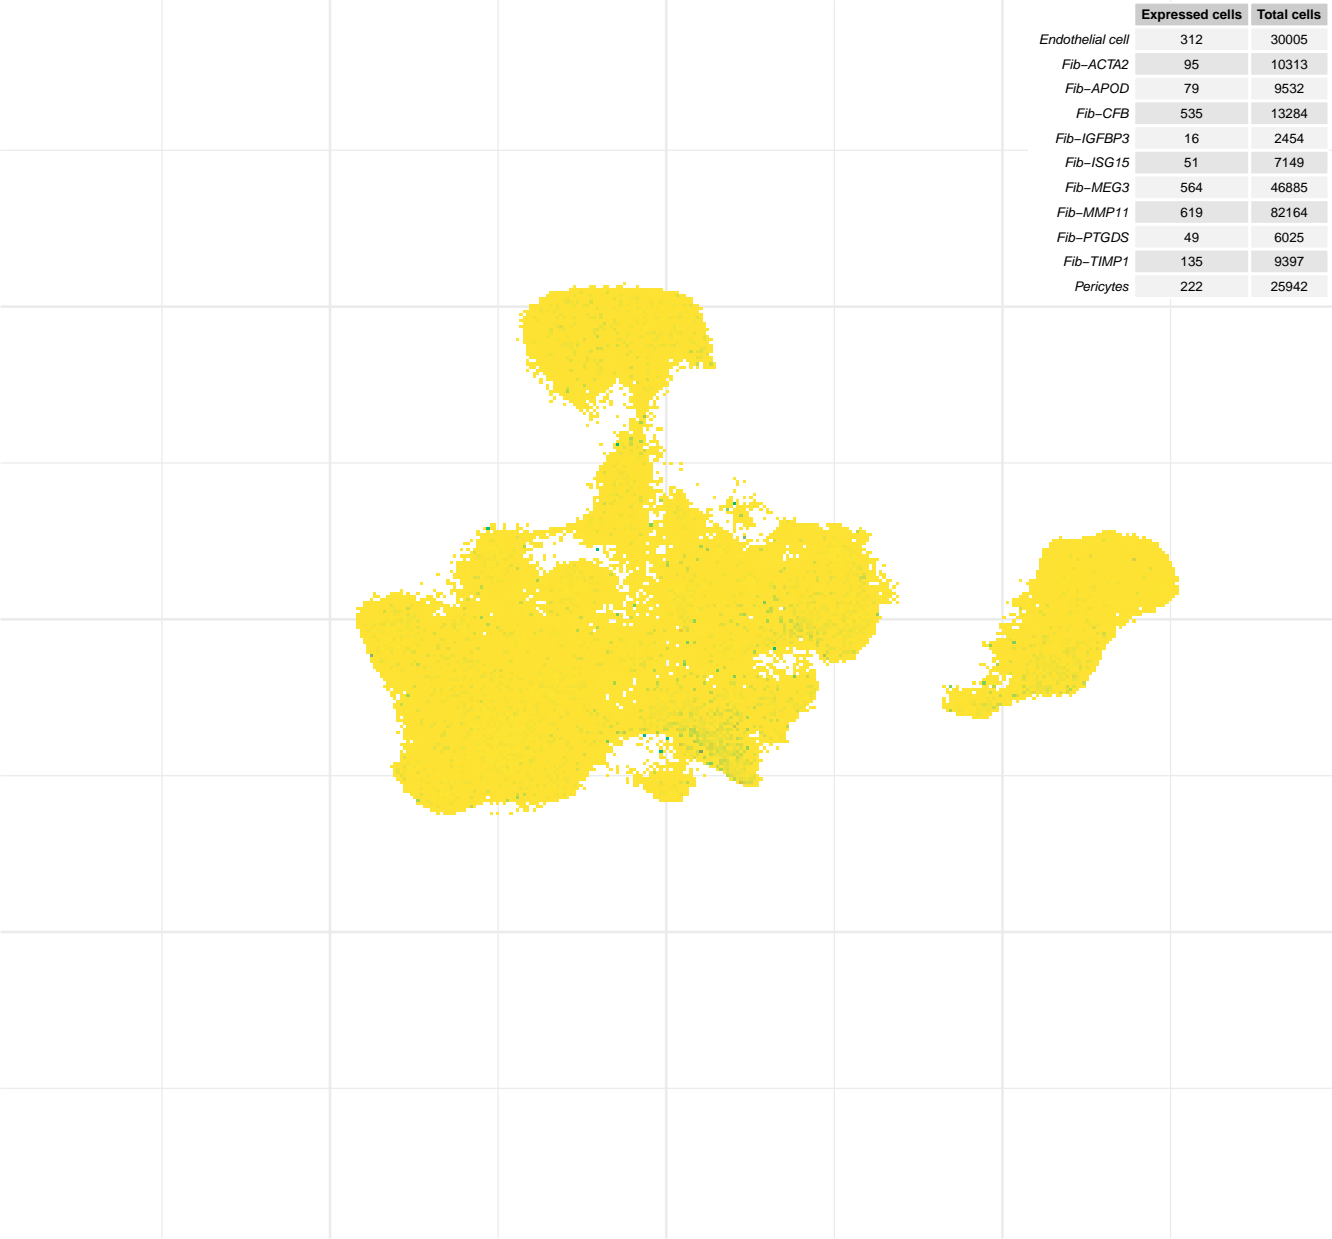 Expressed cells Total cells
Endothelial cell 312 30005
Fib−ACTA2 95 10313
Fib−APOD 79 9532
Fib−CFB 535 13284
Fib−IGFBP3 16 2454
Fib−ISG15 51 7149
Fib−MEG3 564 46885
Fib−MMP11 619 82164
Fib−PTGDS 49 6025
Fib−TIMP1 135 9397
Pericytes 222 25942